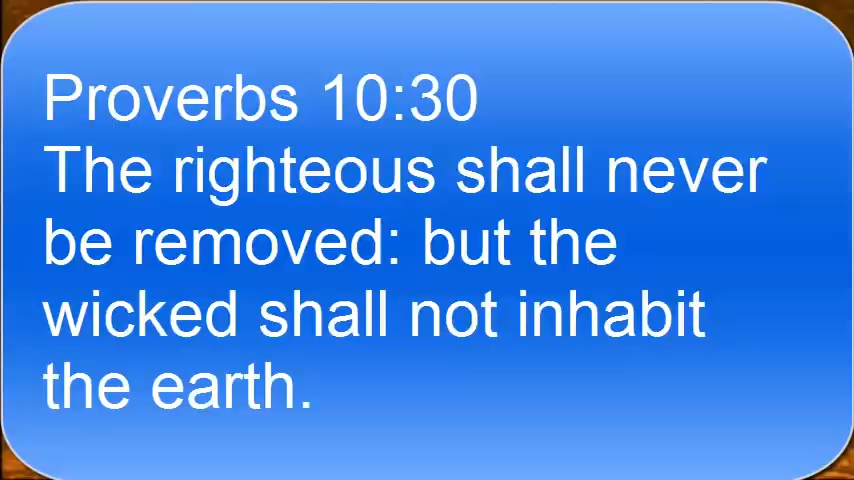 Proverbs 10:30
The righteous shall never
be removed: but the
wicked shall not inhabit
the earth.